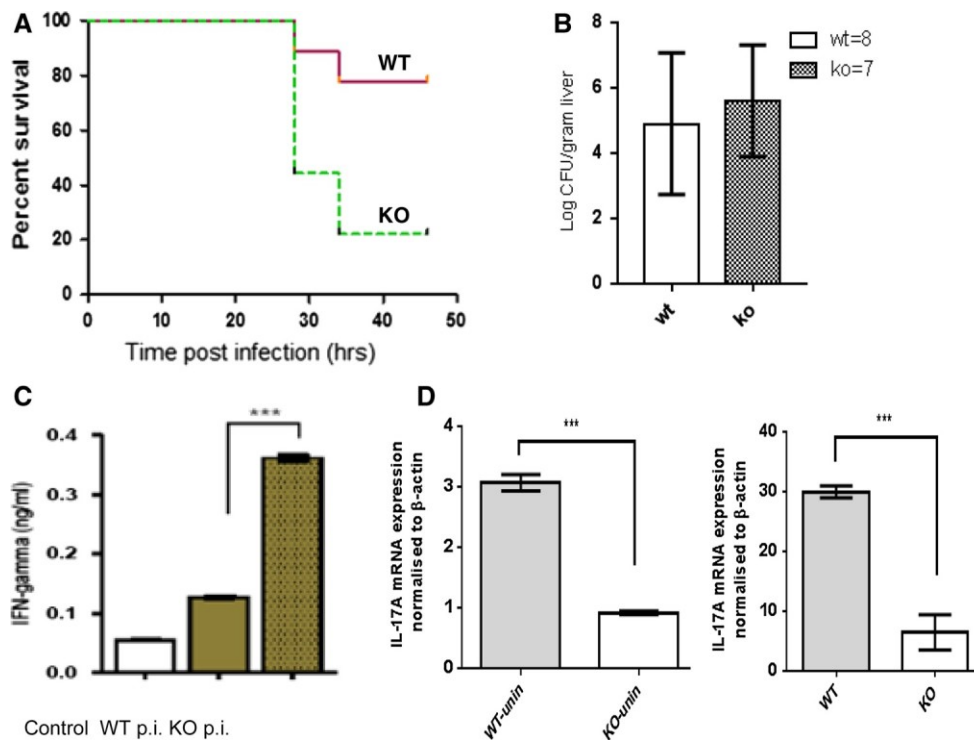 A
Percent survival
100
80
60
40
20
0
WT
KO
0 10 20 30 40 50
Time post infection (hrs)
B
Log CFU/gram liver
8
6
4
2
0
wt ko
wt=8
ko=7
C
IFN-gamma (ng/ml)
0.4
0.3
0.2
0.1
0.0
***
Control WT p.i. KO p.i.
D
IL-17A mRNA expression
normalised to β-actin
4
3
2
1
0
***
WT-unin KO-unin
IL-17A mRNA expression
normalised to β-actin
40
30
20
10
0
***
WT KO